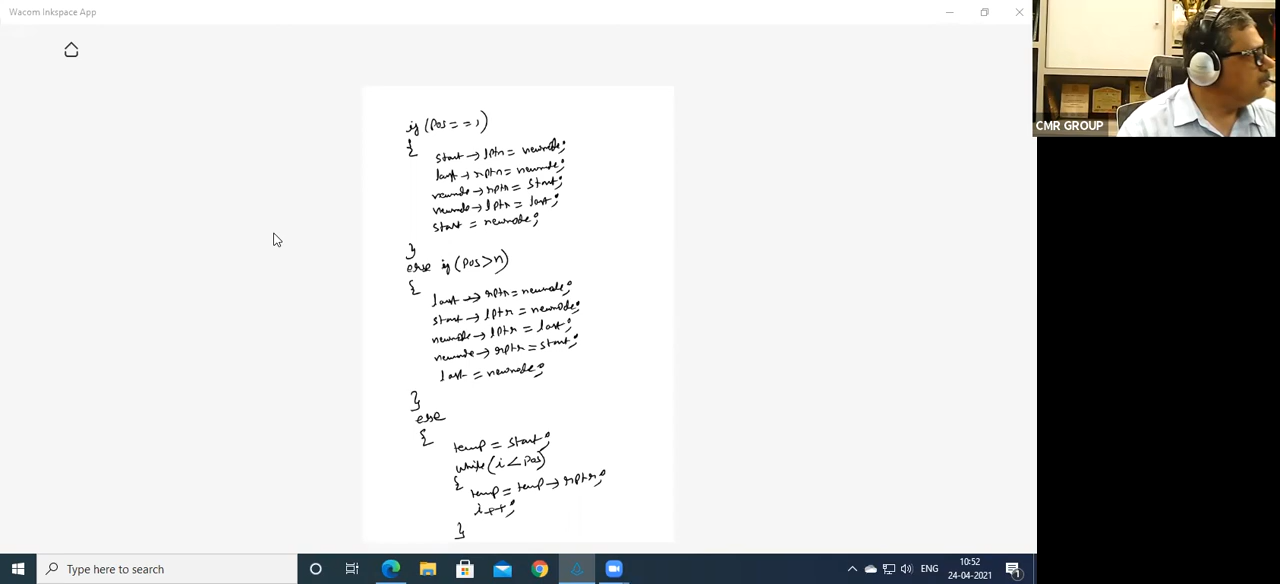 Wacom Inkspace App
CMR GROUP
if (Pos==1)
{
start→lptr = newnode;
last→rptr = newnode;
newnode→rptr = start;
newnode→lptr = last;
start = newnode;
}
else if (Pos>n)
{
last→rptr = newnode;
start→lptr = newnode;
newnode→lptr = last;
newnode→rptr = start;
last = newnode;
}
else
{
temp = start;
while (i<Pos)
{
temp = temp→rptr;
i++;
}
Type here to search
ENG
10:52
24-04-2021